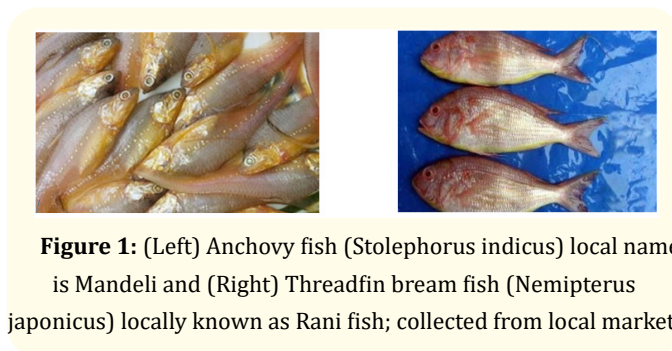 Figure 1: (Left) Anchovy fish (Stolephorus indicus) local name
is Mandeli and (Right) Threadfin bream fish (Nemipterus
japonicus) locally known as Rani fish; collected from local market